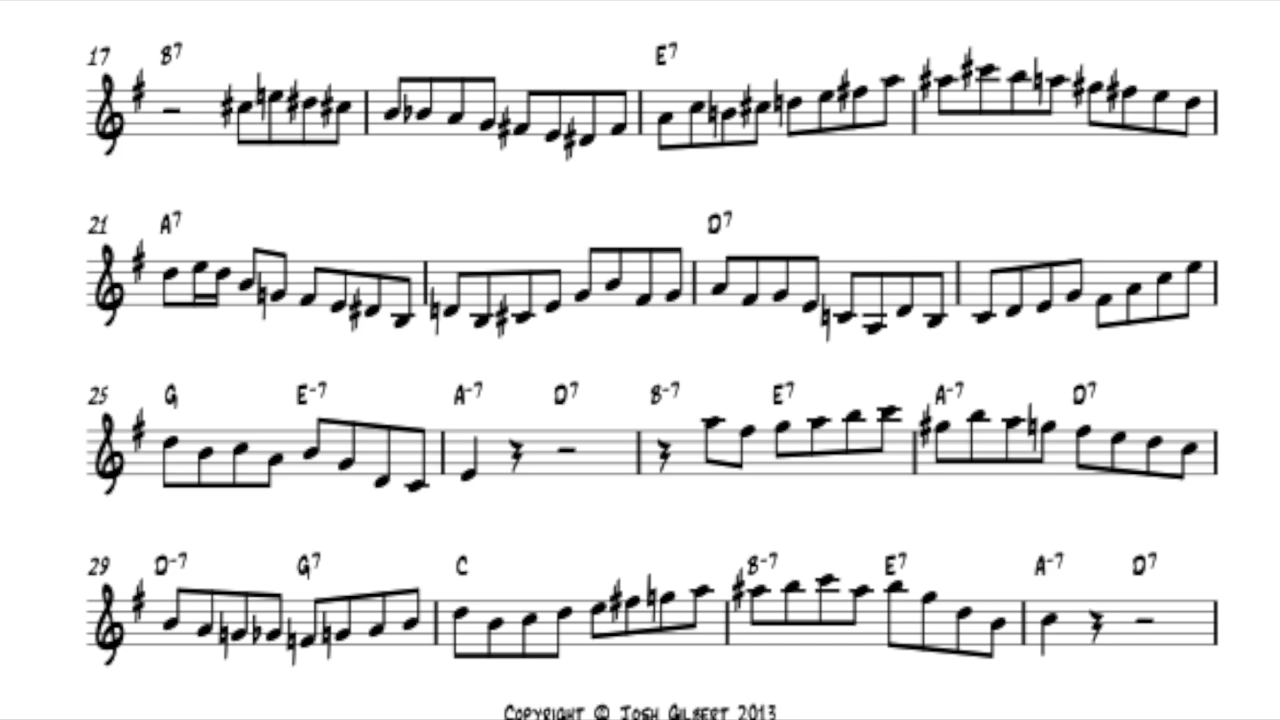 17 B7 E7
21 A7 D7
25 G E-7 A-7 D7 B-7 E7 A-7 D7
29 D-7 G7 C B-7 E7 A-7 D7
COPYRIGHT © JOSH GILBERT 2013